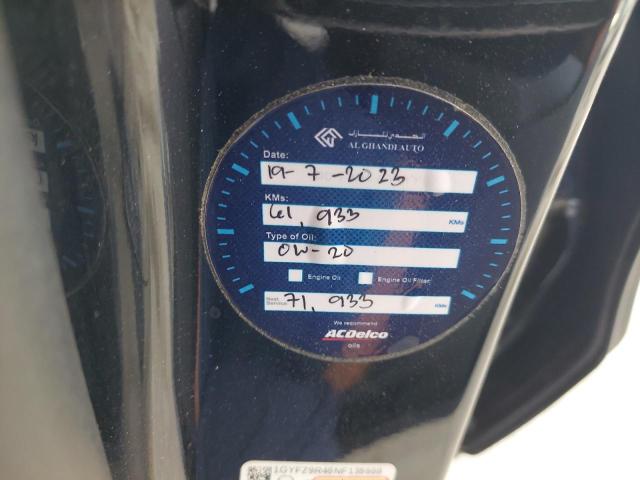 الغندي للسيارات
AL GHANDI AUTO
Date:
19-7-2023
KMs:
61,933 KMs
Type of Oil:
0W-20
Engine Oil Engine Oil Filter
Next Service 71,933 KMs
We recommend
ACDelco
oils